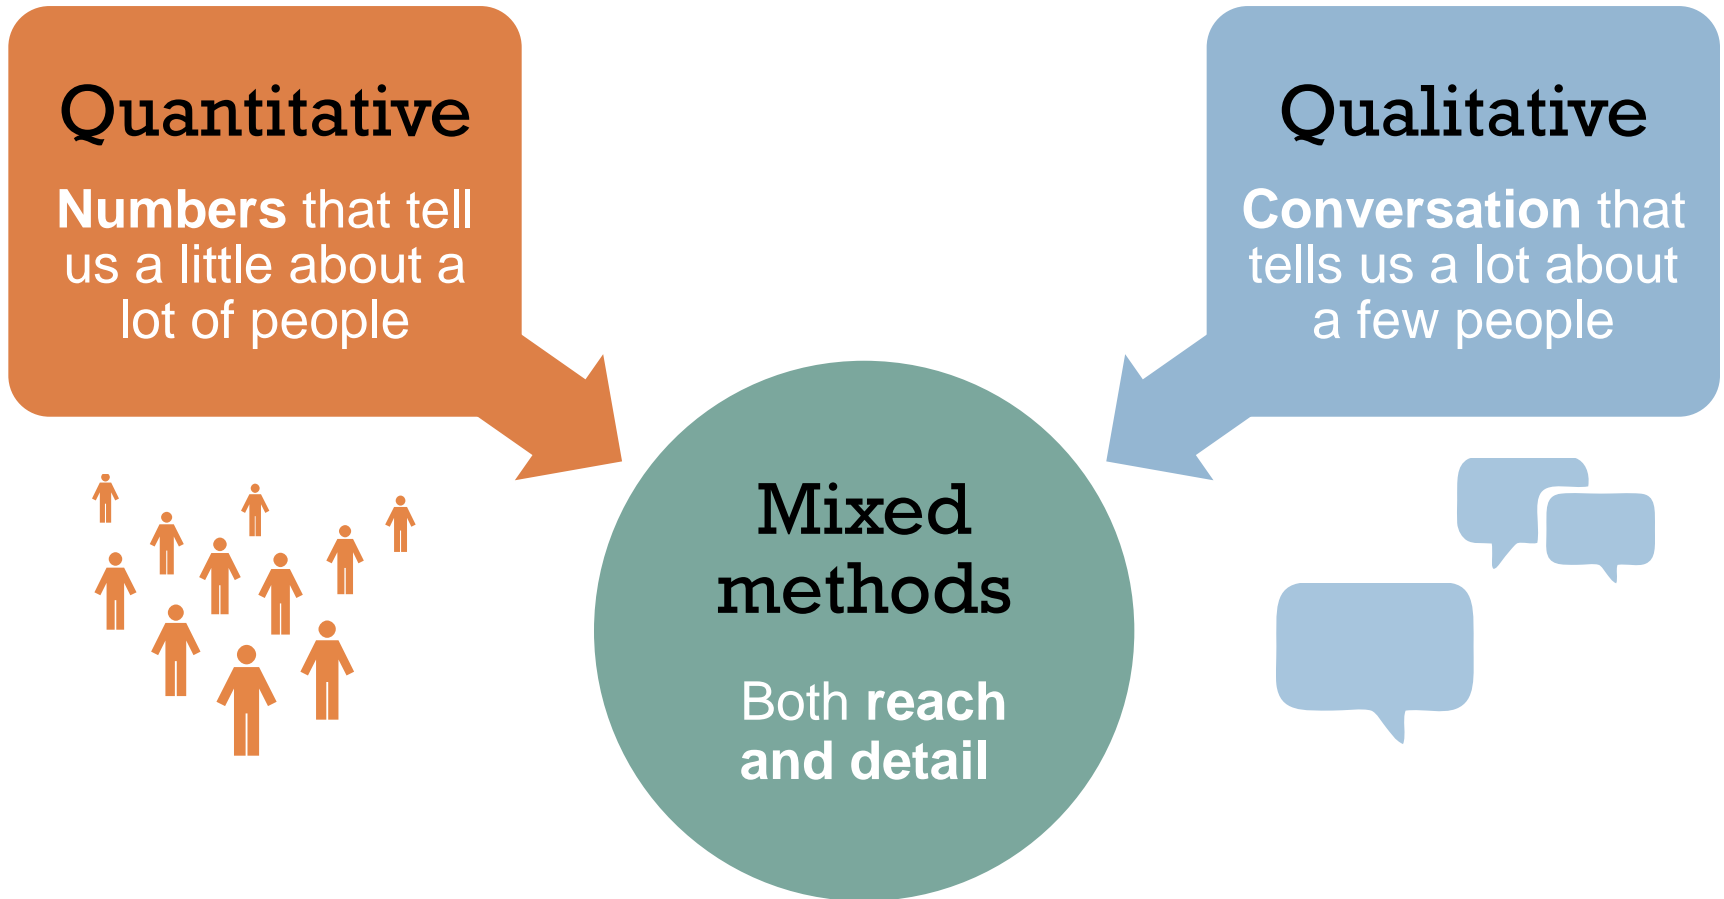 Quantitative
Numbers that tell
us a little about a
lot of people
Qualitative
Conversation that
tells us a lot about
a few people
Mixed
methods
Both reach
and detail